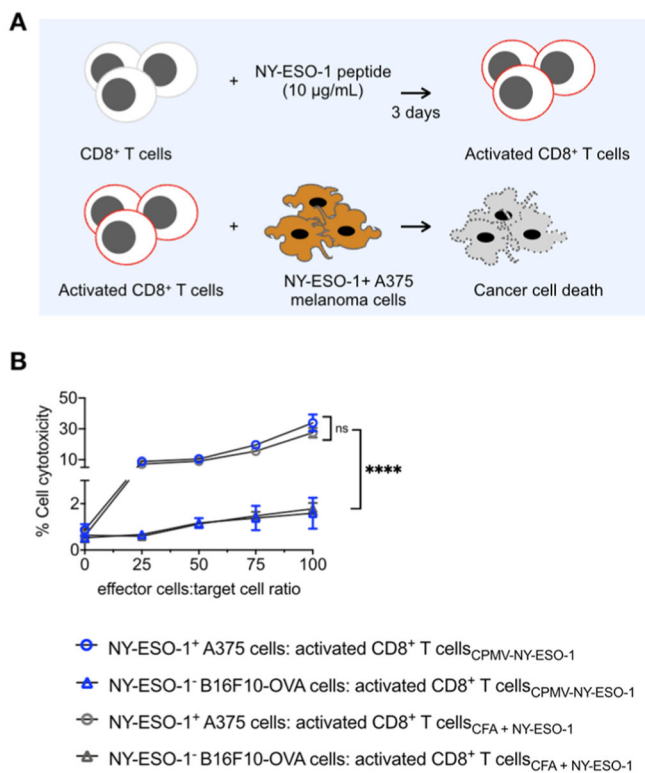 A
CD8⁺ T cells
+
NY-ESO-1 peptide
(10 µg/mL)
3 days
Activated CD8⁺ T cells
Activated CD8⁺ T cells
+
NY-ESO-1+ A375
melanoma cells
Cancer cell death
B
% Cell cytotoxicity
50
30
10
2
0
0 25 50 75 100
effector cells:target cell ratio
ns
****
NY-ESO-1⁺ A375 cells: activated CD8⁺ T cells CPMV-NY-ESO-1
NY-ESO-1⁻ B16F10-OVA cells: activated CD8⁺ T cells CPMV-NY-ESO-1
NY-ESO-1⁺ A375 cells: activated CD8⁺ T cells CFA + NY-ESO-1
NY-ESO-1⁻ B16F10-OVA cells: activated CD8⁺ T cells CFA + NY-ESO-1